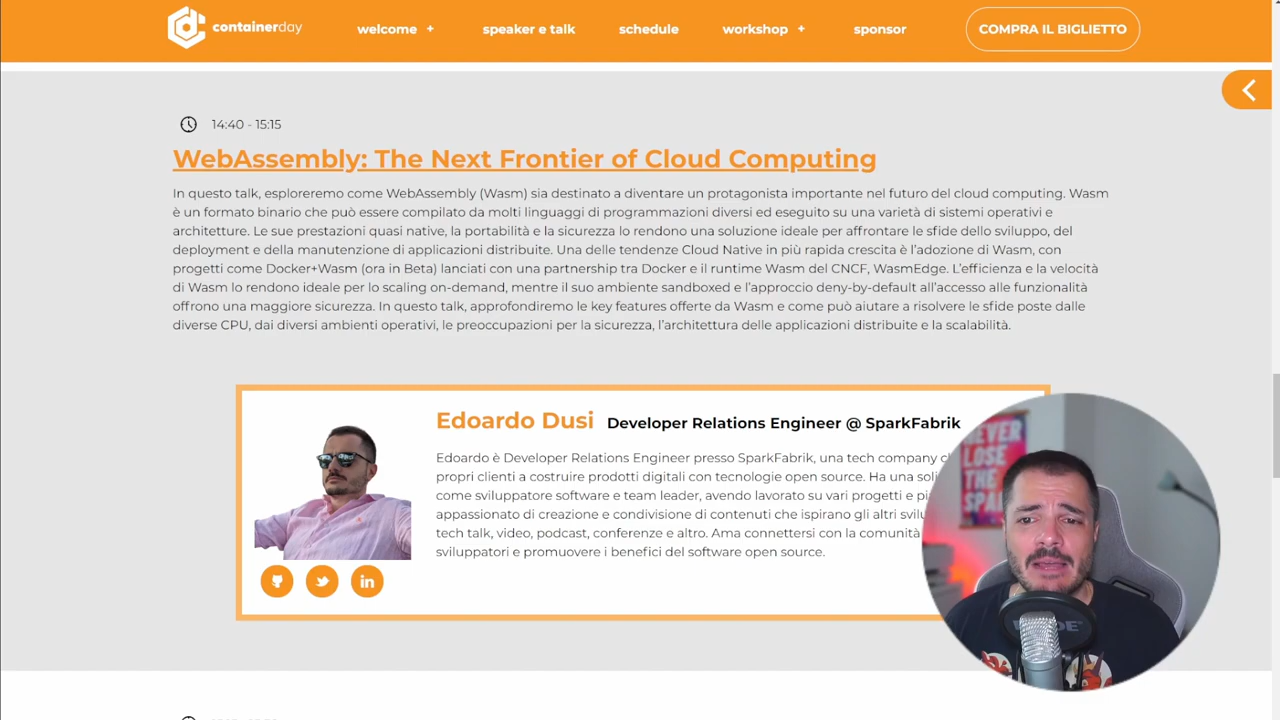 containerday
welcome +
speaker e talk
schedule
workshop +
sponsor
COMPRA IL BIGLIETTO
14:40 - 15:15
WebAssembly: The Next Frontier of Cloud Computing
In questo talk, esploreremo come WebAssembly (Wasm) sia destinato a diventare un protagonista importante nel futuro del cloud computing. Wasm
è un formato binario che può essere compilato da molti linguaggi di programmazioni diversi ed eseguito su una varietà di sistemi operativi e
architetture. Le sue prestazioni quasi native, la portabilità e la sicurezza lo rendono una soluzione ideale per affrontare le sfide dello sviluppo, del
deployment e della manutenzione di applicazioni distribuite. Una delle tendenze Cloud Native in più rapida crescita è l'adozione di Wasm, con
progetti come Docker+Wasm (ora in Beta) lanciati con una partnership tra Docker e il runtime Wasm del CNCF, WasmEdge. L'efficienza e la velocità
di Wasm lo rendono ideale per lo scaling on-demand, mentre il suo ambiente sandboxed e l'approccio deny-by-default all'accesso alle funzionalità
offrono una maggiore sicurezza. In questo talk, approfondiremo le key features offerte da Wasm e come può aiutare a risolvere le sfide poste dalle
diverse CPU, dai diversi ambienti operativi, le preoccupazioni per la sicurezza, l'architettura delle applicazioni distribuite e la scalabilità.
Edoardo Dusi Developer Relations Engineer @ SparkFabrik
Edoardo è Developer Relations Engineer presso SparkFabrik, una tech company
propri clienti a costruire prodotti digitali con tecnologie open source. Ha una
come sviluppatore software e team leader, avendo lavorato su vari progetti e
appassionato di creazione e condivisione di contenuti che ispirano gli altri
tech talk, video, podcast, conferenze e altro. Ama connettersi con la comunità
sviluppatori e promuovere i benefici del software open source.
NEVER
LOSE
THE
SPA